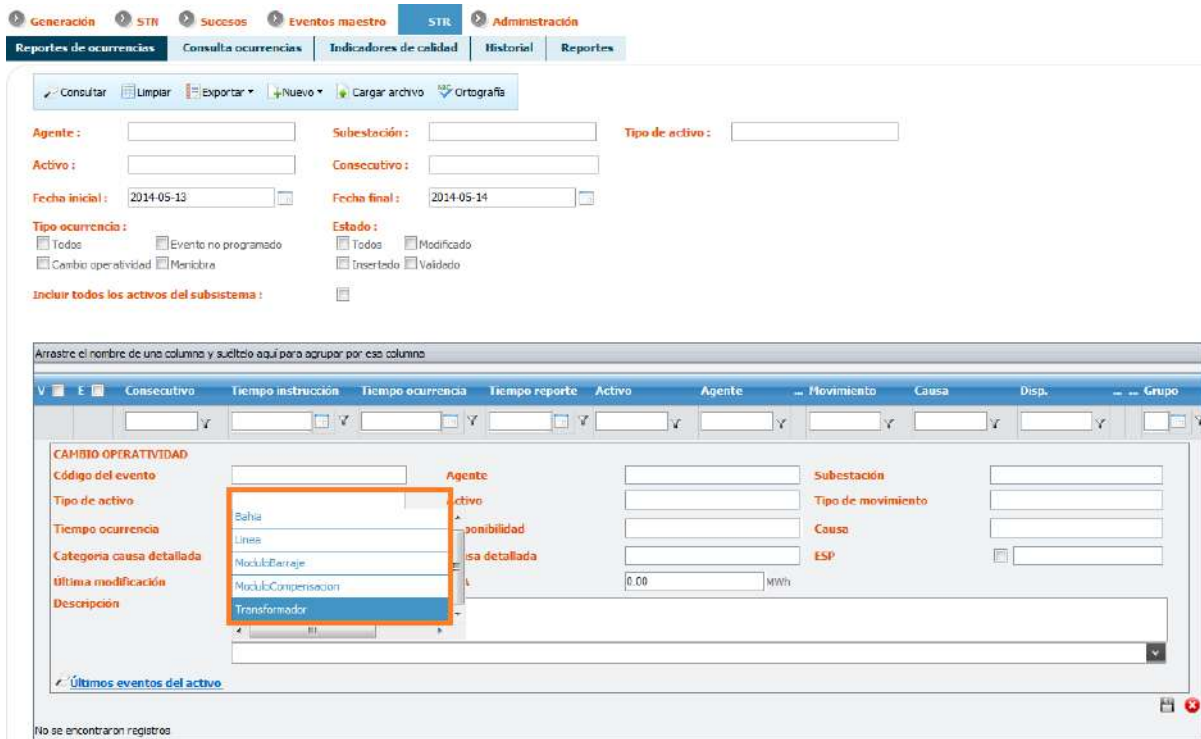 Generación STN Sucesos Eventos maestro STR Administración
Reportes de ocurrencias Consulta ocurrencias Indicadores de calidad Historial Reportes
Consultar Limpiar Exportar Nuevo Cargar archivo Ortografía
Agente : Subestación : Tipo de activo :
Activo : Consecutivo :
Fecha inicial : 2014-05-13 Fecha final : 2014-05-14
Tipo ocurrencia : Estado :
Todos Evento no programado Todos Modificado
Cambio operatividad Maniobra Insertado Validado
Incluir todos los activos del subsistema :
Arrastre el nombre de una columna y suéltelo aquí para agrupar por esa columna
V E Consecutivo Tiempo instrucción Tiempo ocurrencia Tiempo reporte Activo Agente ... Movimiento Causa Disp. ... ... Grupo
CAMBIO OPERATIVIDAD
Código del evento Agente Subestación
Tipo de activo Activo Tipo de movimiento
Bahia
Tiempo ocurrencia ponibilidad Causa
Linea
Categoría causa detallada sa detallada ESP
ModuloBarraje
Última modificación 0.00 MWh
ModuloCompensacion
Descripción
Transformador
Últimos eventos del activo
No se encontraron registros